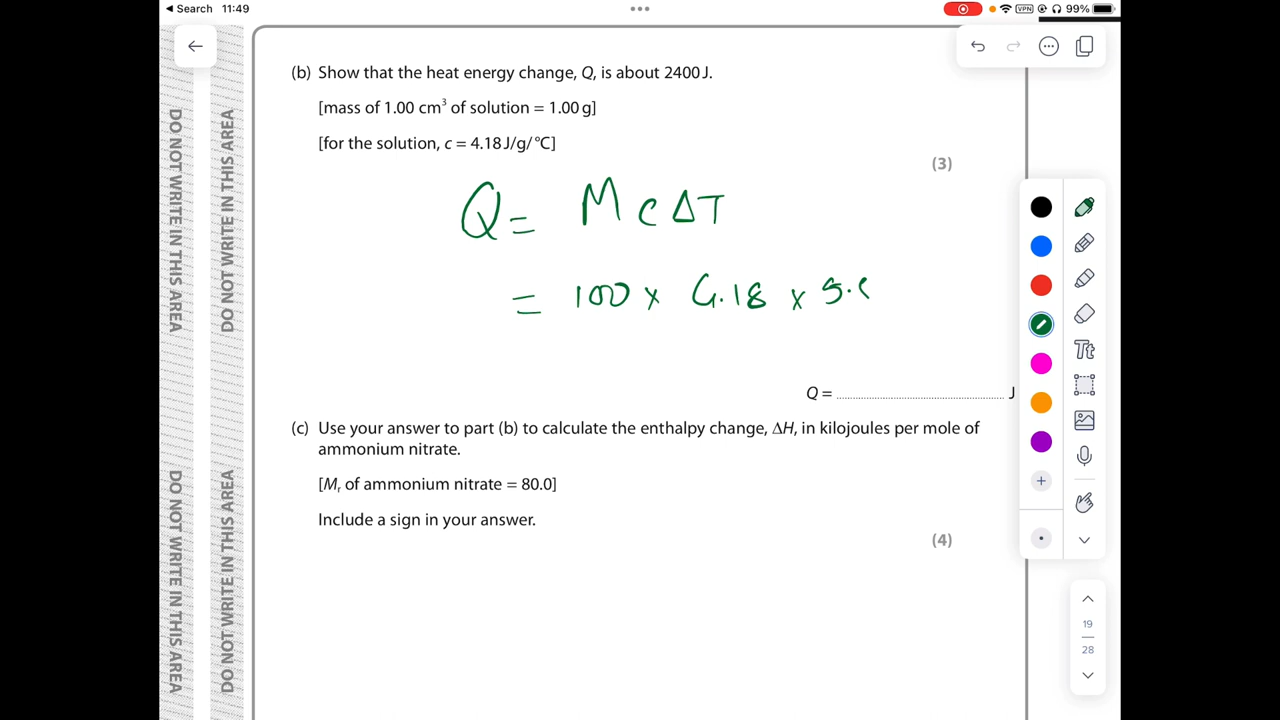 Search 11:49
VPN 99%
(b) Show that the heat energy change, Q, is about 2400 J.
[mass of 1.00 cm³ of solution = 1.00 g]
[for the solution, c = 4.18 J/g/°C]
(3)
Q = M c Δ T
= 100 x 4.18 x 5.
Q = J
(c) Use your answer to part (b) to calculate the enthalpy change, ΔH, in kilojoules per mole of
ammonium nitrate.
[Mr of ammonium nitrate = 80.0]
Include a sign in your answer.
(4)
DO NOT WRITE IN THIS AREA
DO NOT WRITE IN THIS AREA
DO NOT WRITE IN THIS AREA
DO NOT WRITE IN THIS AREA
Tt
19
28